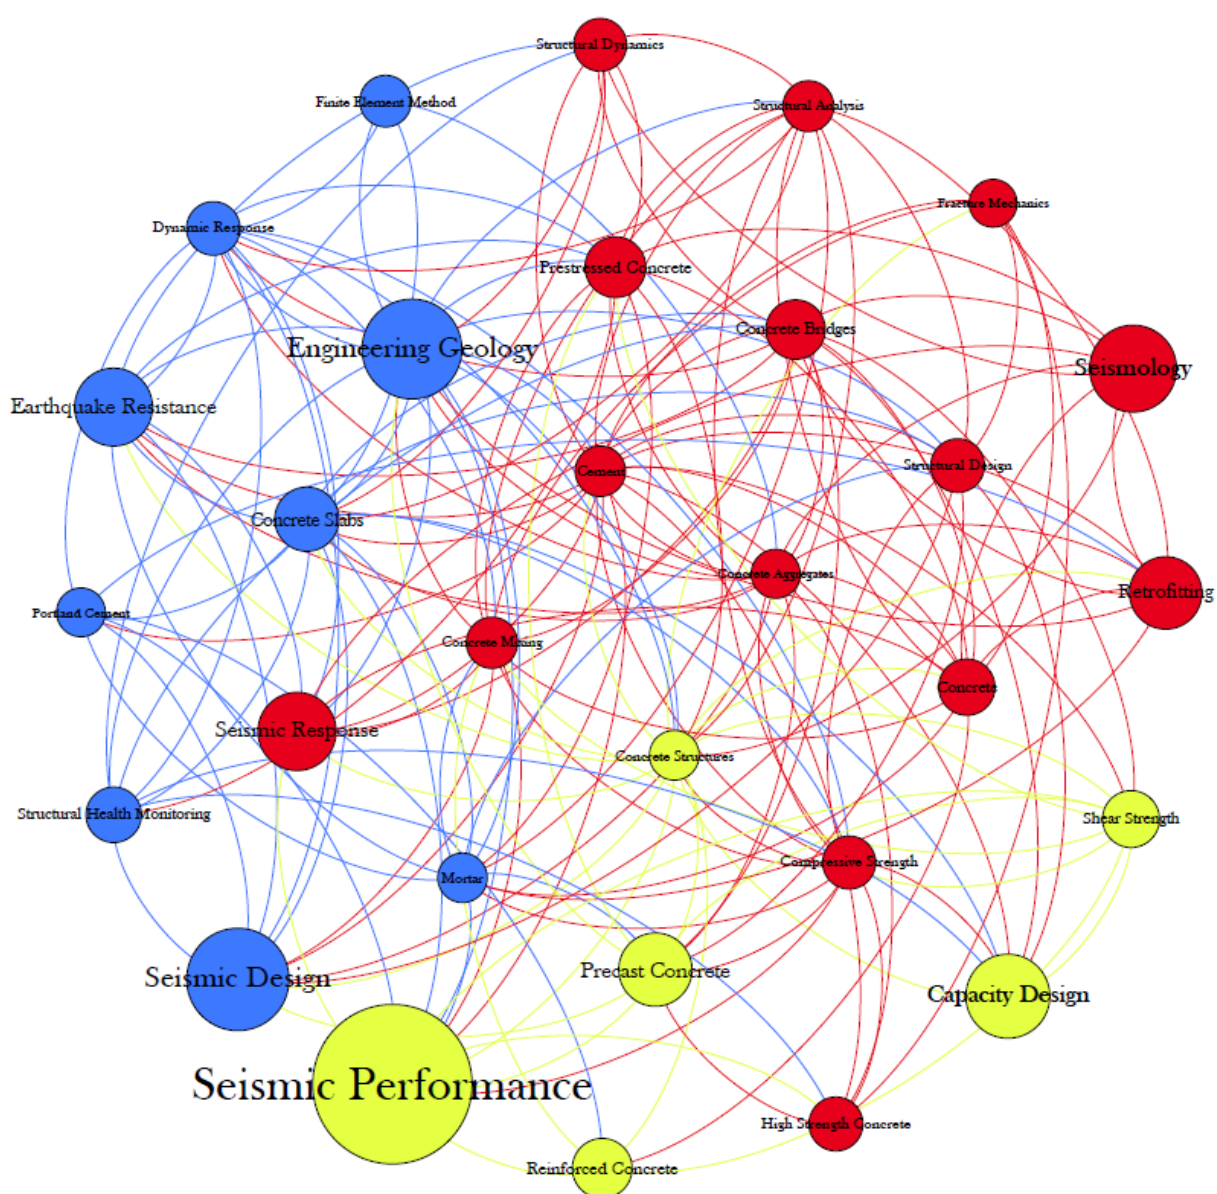 Structural Dynamics
Finite Element Method
Structural Analysis
Fracture Mechanics
Dynamic Response
Prestressed Concrete
Concrete Bridges
Engineering Geology
Seismology
Earthquake Resistance
Structural Design
Cement
Concrete Slabs
Concrete Aggregates
Retrofitting
Portland Cement
Concrete Mixing
Concrete
Seismic Response
Concrete Structures
Structural Health Monitoring
Shear Strength
Compressive Strength
Mortar
Precast Concrete
Seismic Design
Capacity Design
Seismic Performance
High Strength Concrete
Reinforced Concrete